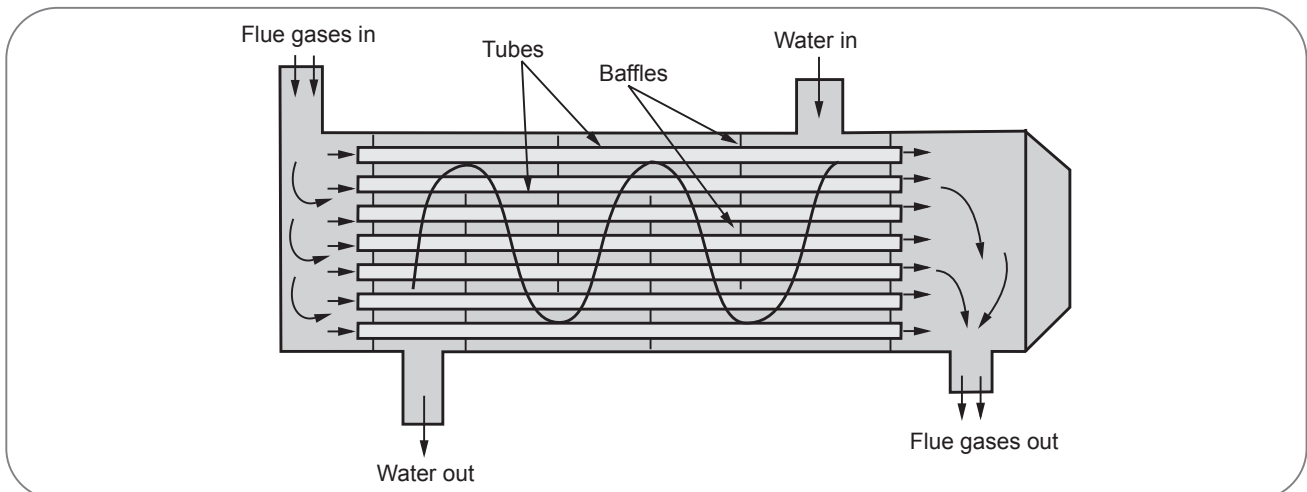 Flue gases in
Tubes
Water in
Baffles
Flue gases out
Water out